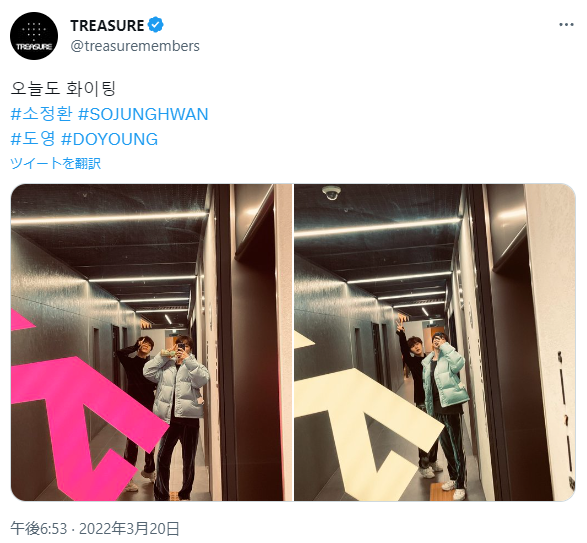 TREASURE
TREASURE
@treasuremembers
오늘도 화이팅
#소정환 #SOJUNGHWAN
#도영 #DOYOUNG
ツイートを翻訳
午後6:53 · 2022年3月20日